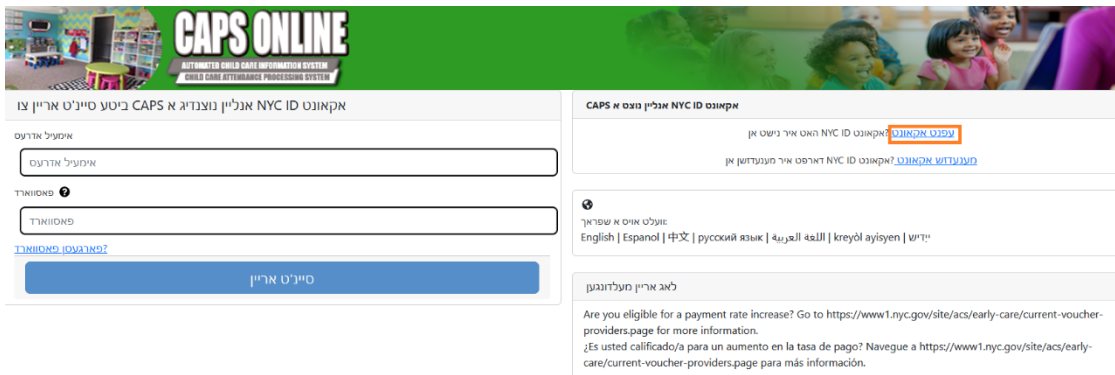 CAPS ONLINE
AUTOMATED CHILD CARE INFORMATION SYSTEM
CHILD CARE ATTENDANCE PROCESSING SYSTEM
ביטע סיינ'ט אריין צו CAPS אנליין נוצנדיג א NYC ID אקאונט
אימעיל אדרעס
אימעיל אדרעס
פאסווארד
פאסווארד
פארגעסן פאסווארד?
סיינ'ט אריין
CAPS אנליין נוצט א NYC ID אקאונט
האט איר נישט אן NYC ID אקאונט? עפנט אקאונט
דארפט איר מענעדזשן אן NYC ID אקאונט? מענעדזש אקאונט
וועלט אויס א שפראך:
English | Espanol | 中文 | русский язык | اللغة العربية | kreyòl ayisyen | ייִדיש
לאג אריין מעלדונגען
Are you eligible for a payment rate increase? Go to https://www1.nyc.gov/site/acs/early-care/current-voucher-
providers.page for more information.
¿Es usted calificado/a para un aumento en la tasa de pago? Navegue a https://www1.nyc.gov/site/acs/early-
care/current-voucher-providers.page para más información.